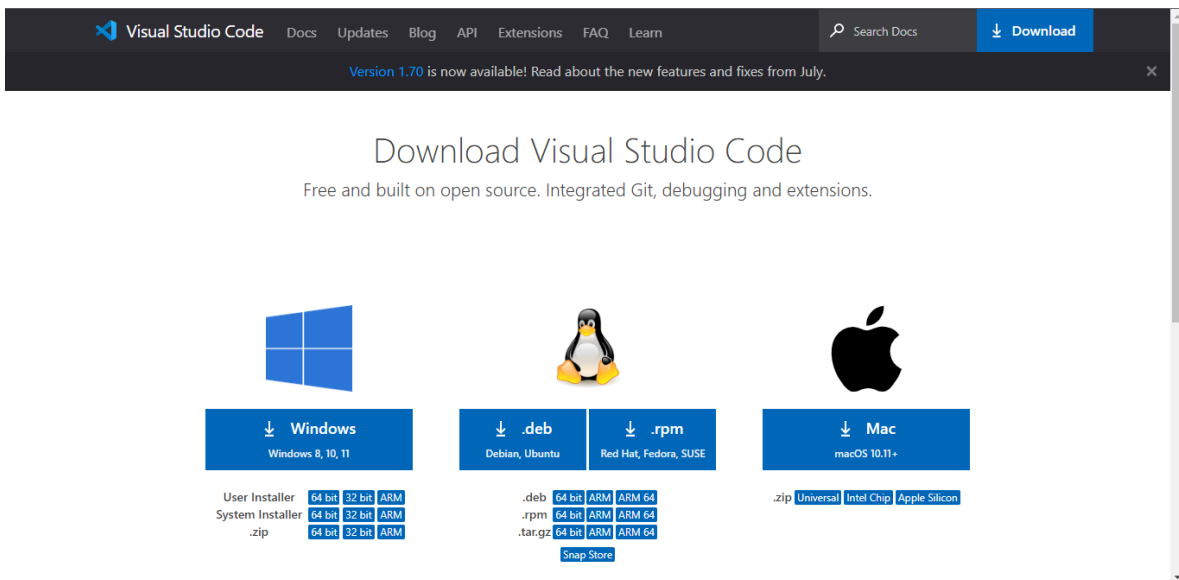 Visual Studio Code Docs Updates Blog API Extensions FAQ Learn Search Docs Download
Version 1.70 is now available! Read about the new features and fixes from July.
Download Visual Studio Code
Free and built on open source. Integrated Git, debugging and extensions.
Windows
Windows 8, 10, 11
User Installer 64 bit 32 bit ARM
System Installer 64 bit 32 bit ARM
.zip 64 bit 32 bit ARM
.deb
Debian, Ubuntu
.rpm
Red Hat, Fedora, SUSE
.deb 64 bit ARM ARM 64
.rpm 64 bit ARM ARM 64
.tar.gz 64 bit ARM ARM 64
Snap Store
Mac
macOS 10.11+
.zip Universal Intel Chip Apple Silicon